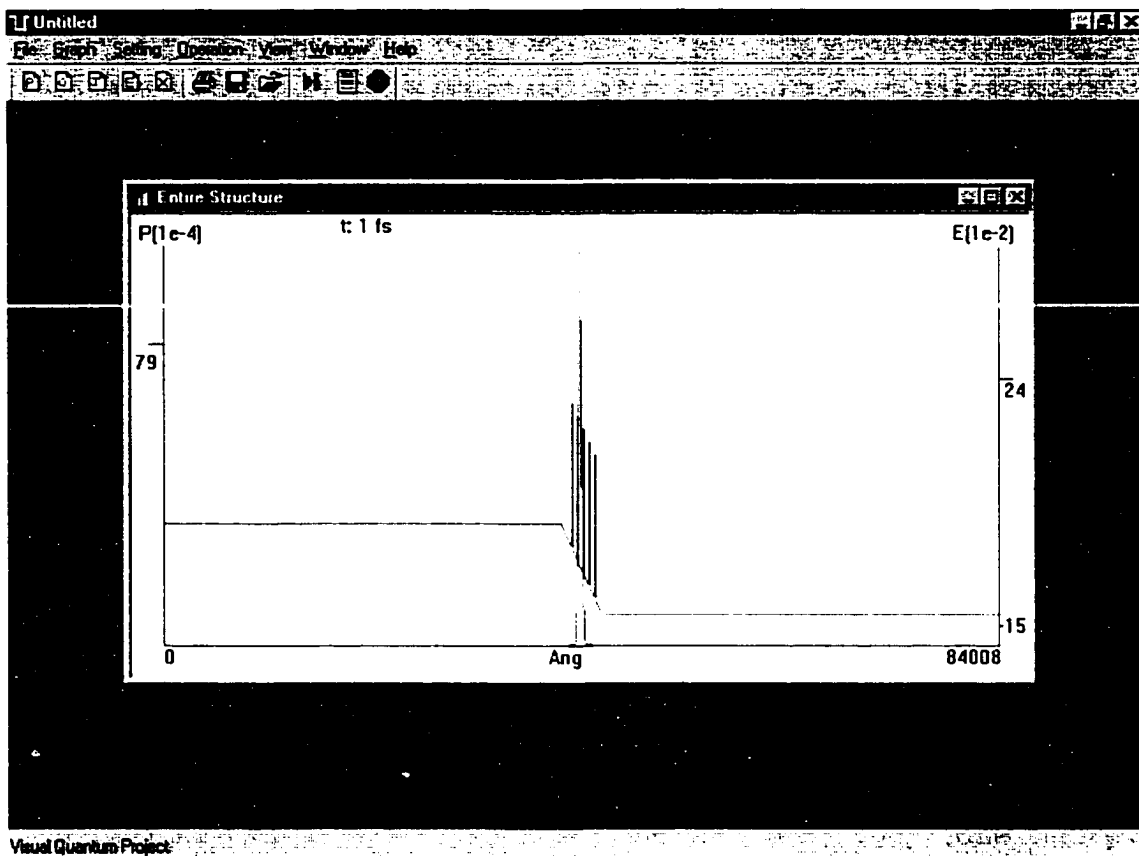 Untitled
File Graph Setting Operation View Window Help
Entire Structure
P(1e-4) t: 1 fs E(1e-2)
79
24
-15
0 Ang 84008
Visual Quantum Project